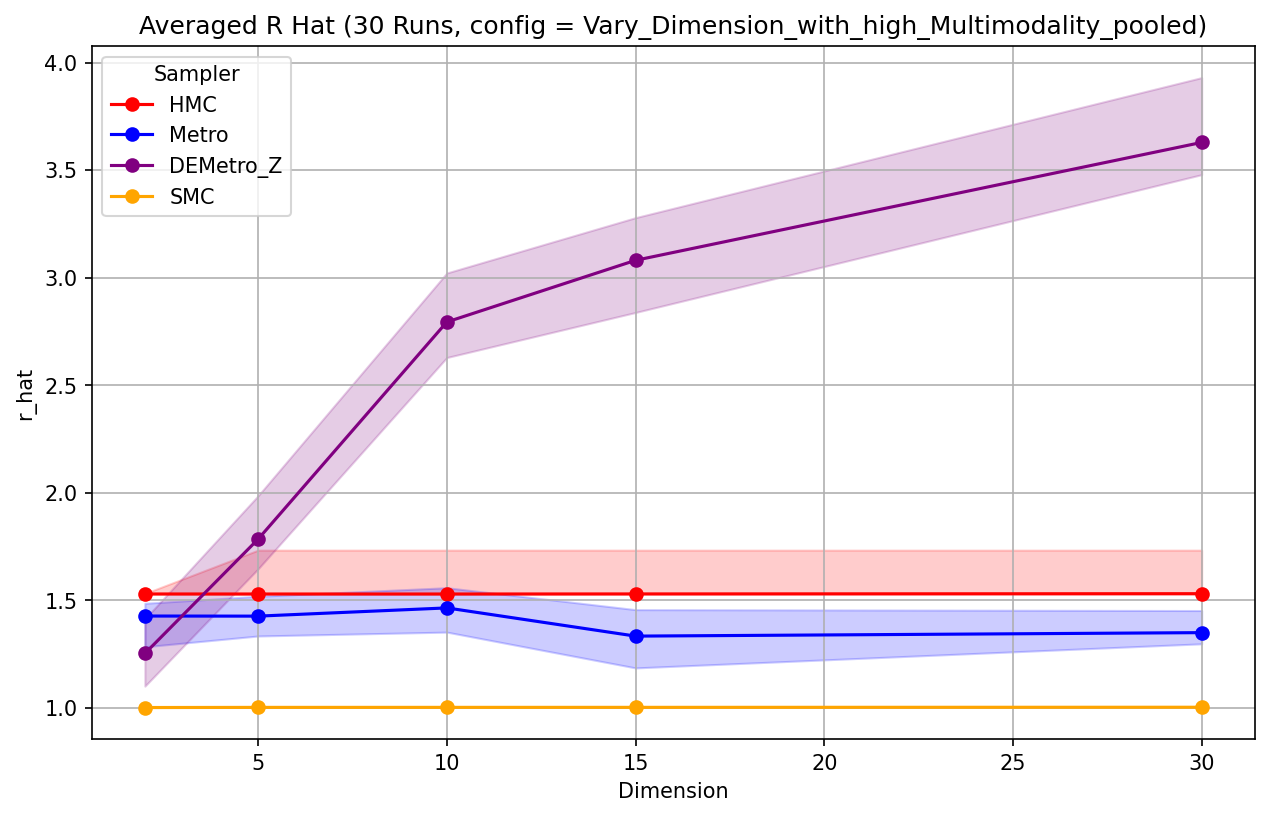 Averaged R Hat (30 Runs, config = Vary_Dimension_with_high_Multimodality_pooled)
Sampler
HMC
Metro
DEMetro_Z
SMC
4.0
3.5
3.0
2.5
2.0
1.5
1.0
r_hat
5 10 15 20 25 30
Dimension